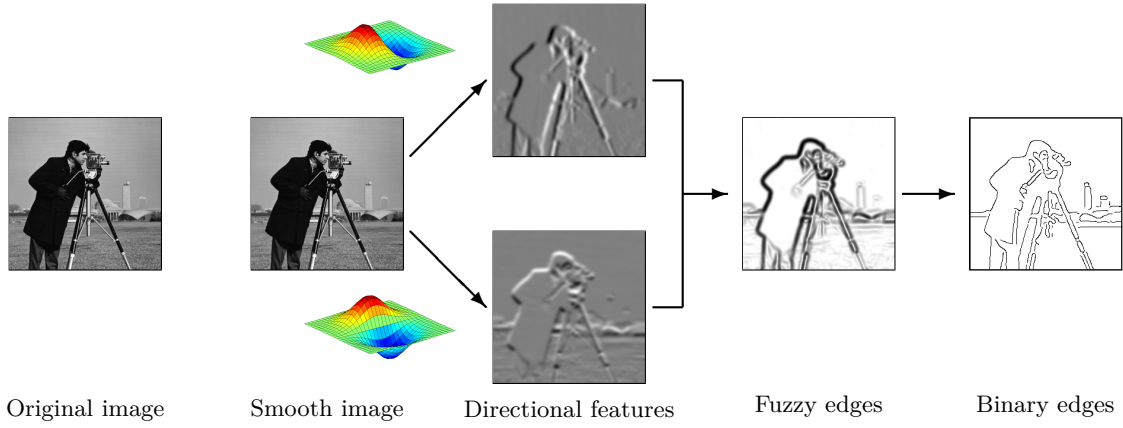 Original image
Smooth image
Directional features
Fuzzy edges
Binary edges